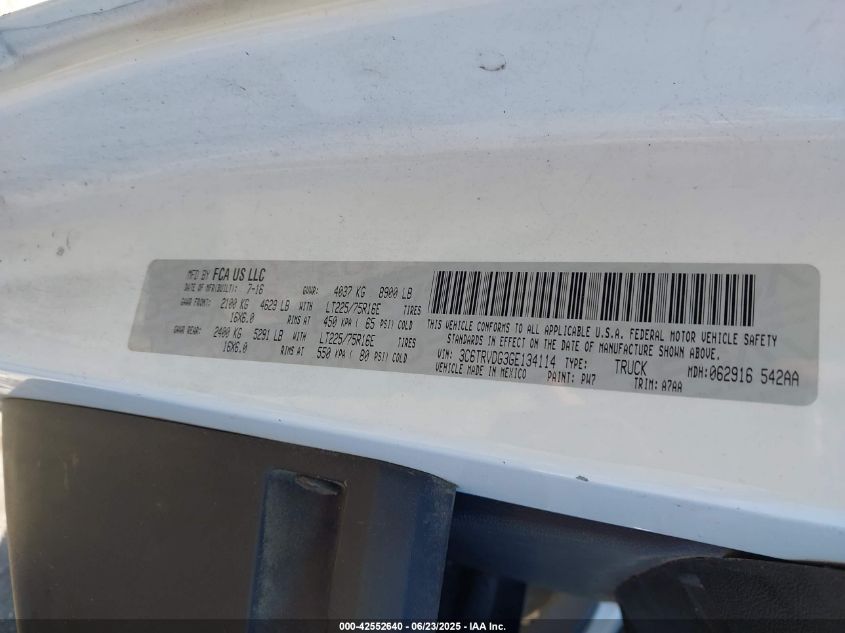 MFD BY FCA US LLC
DATE OF MFR(BUILT): 7-16 GVWR: 4037 KG 8900 LB
GAWR FRONT: 2100 KG 4629 LB WITH LT225/75R16E TIRES
16X6.0 RIMS AT 450 KPA ( 65 PSI) COLD
GAWR REAR: 2400 KG 5291 LB WITH LT225/75R16E TIRES
16X6.0 RIMS AT 550 KPA ( 80 PSI) COLD
THIS VEHICLE CONFORMS TO ALL APPLICABLE U.S.A. FEDERAL MOTOR VEHICLE SAFETY
STANDARDS IN EFFECT ON THE DATE OF MANUFACTURE SHOWN ABOVE.
VIN: 3C6TRVDG3GE134114 TYPE: TRUCK MDH:062916 542AA
VEHICLE MADE IN MEXICO PAINT: PW7 TRIM: A7AA
000-42552640 - 06/23/2025 - IAA Inc.